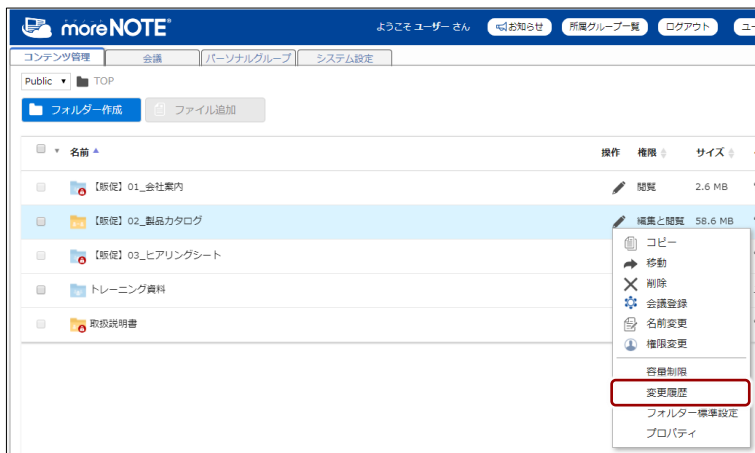 moreNOTE® ようこそ ユーザー さん お知らせ 所属グループ一覧 ログアウト ユー
コンテンツ管理 会議 パーソナルグループ システム設定
Public TOP
フォルダー作成 ファイル追加
名前 操作 権限 サイズ
【販促】01_会社案内 閲覧 2.6 MB
【販促】02_製品カタログ 編集と閲覧 58.6 MB
【販促】03_ヒアリングシート
トレーニング資料
取扱説明書
コピー
移動
削除
会議登録
名前変更
権限変更
容量制限
変更履歴
フォルダー標準設定
プロパティ